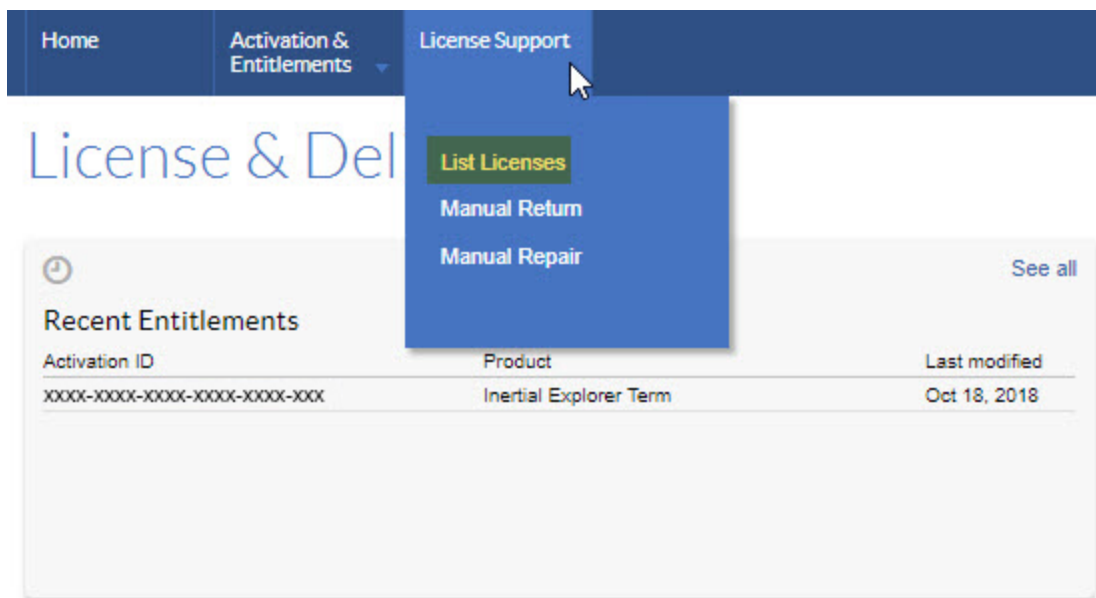 Home
Activation &
Entitlements
License Support
License & Del
List Licenses
Manual Return
Manual Repair
See all
Recent Entitlements
Activation ID Product Last modified
XXXX-XXXX-XXXX-XXXX-XXXX-XXX Inertial Explorer Term Oct 18, 2018